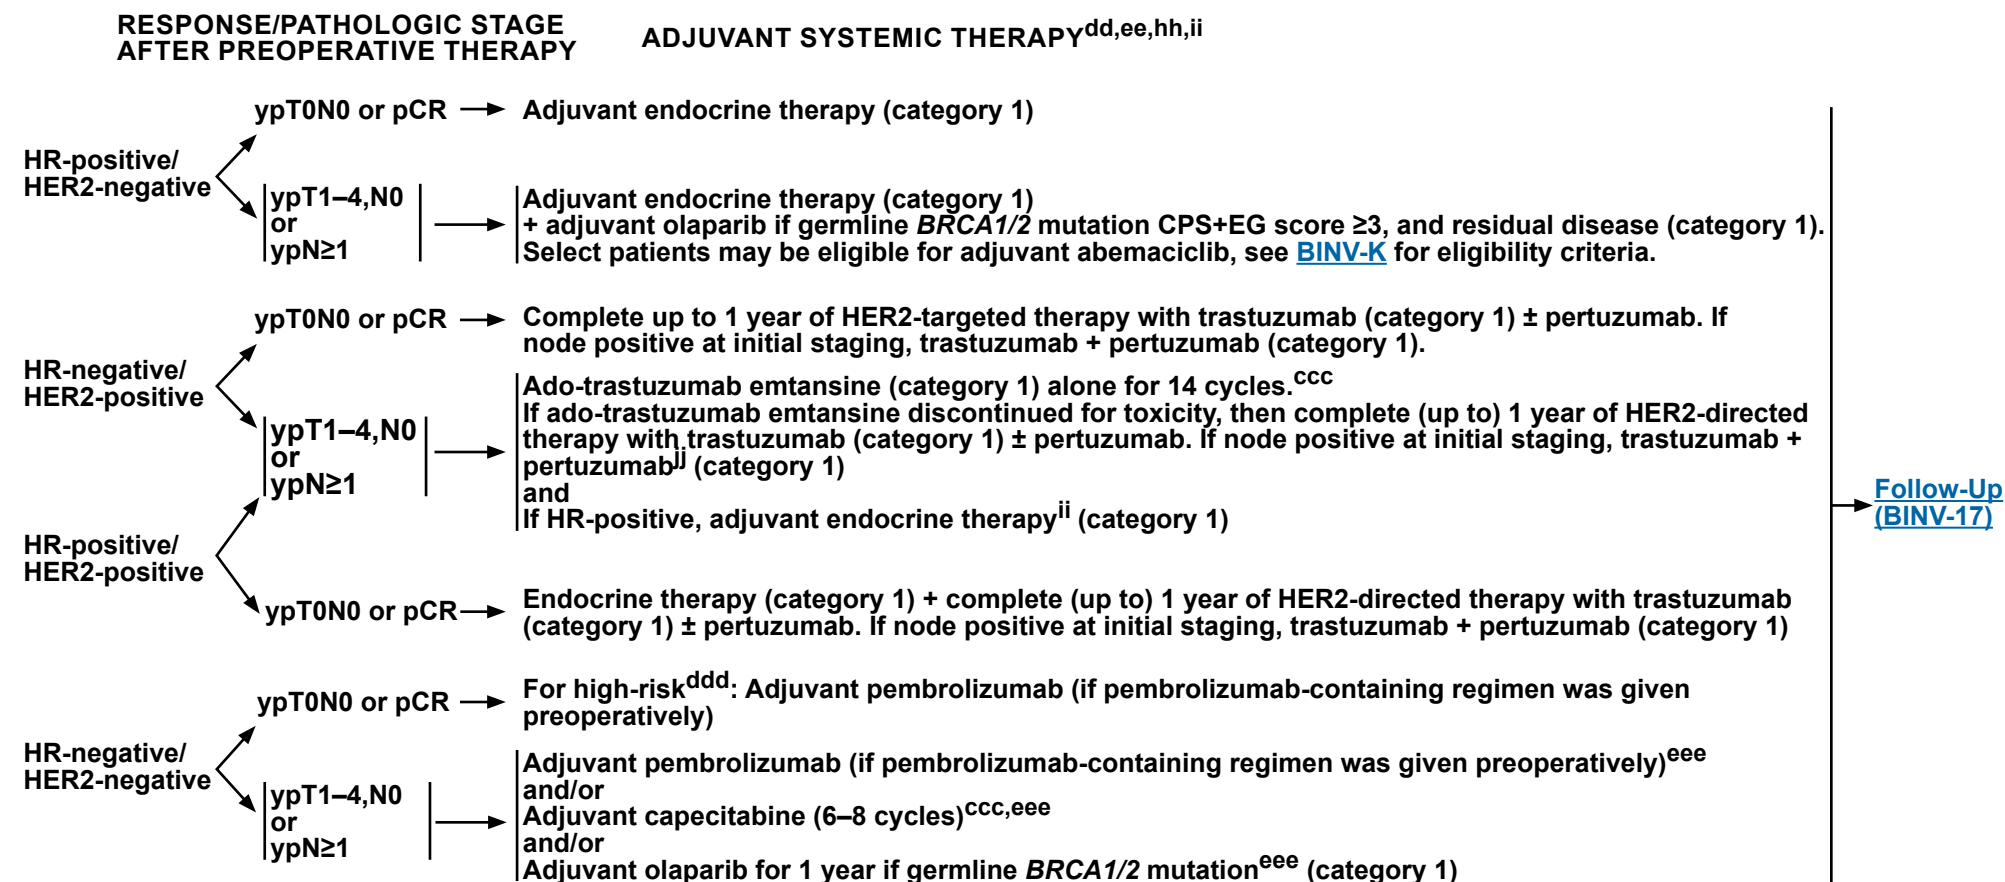 RESPONSE/PATHOLOGIC STAGE
AFTER PREOPERATIVE THERAPY
ADJUVANT SYSTEMIC THERAPYdd,ee,hh,ii
HR-positive/
HER2-negative
ypT0N0 or pCR
Adjuvant endocrine therapy (category 1)
ypT1–4,N0
or
ypN≥1
Adjuvant endocrine therapy (category 1)
+ adjuvant olaparib if germline BRCA1/2 mutation CPS+EG score ≥3, and residual disease (category 1).
Select patients may be eligible for adjuvant abemaciclib, see BINV-K for eligibility criteria.
HR-negative/
HER2-positive
ypT0N0 or pCR
Complete up to 1 year of HER2-targeted therapy with trastuzumab (category 1) ± pertuzumab. If
node positive at initial staging, trastuzumab + pertuzumab (category 1).
ypT1–4,N0
or
ypN≥1
Ado-trastuzumab emtansine (category 1) alone for 14 cycles.ccc
If ado-trastuzumab emtansine discontinued for toxicity, then complete (up to) 1 year of HER2-directed
therapy with trastuzumab (category 1) ± pertuzumab. If node positive at initial staging, trastuzumab +
pertuzumabjj (category 1)
and
If HR-positive, adjuvant endocrine therapyii (category 1)
HR-positive/
HER2-positive
ypT0N0 or pCR
Endocrine therapy (category 1) + complete (up to) 1 year of HER2-directed therapy with trastuzumab
(category 1) ± pertuzumab. If node positive at initial staging, trastuzumab + pertuzumab (category 1)
HR-negative/
HER2-negative
ypT0N0 or pCR
For high-riskddd: Adjuvant pembrolizumab (if pembrolizumab-containing regimen was given
preoperatively)
ypT1–4,N0
or
ypN≥1
Adjuvant pembrolizumab (if pembrolizumab-containing regimen was given preoperatively)eee
and/or
Adjuvant capecitabine (6–8 cycles)ccc,eee
and/or
Adjuvant olaparib for 1 year if germline BRCA1/2 mutationeee (category 1)
Follow-Up
(BINV-17)